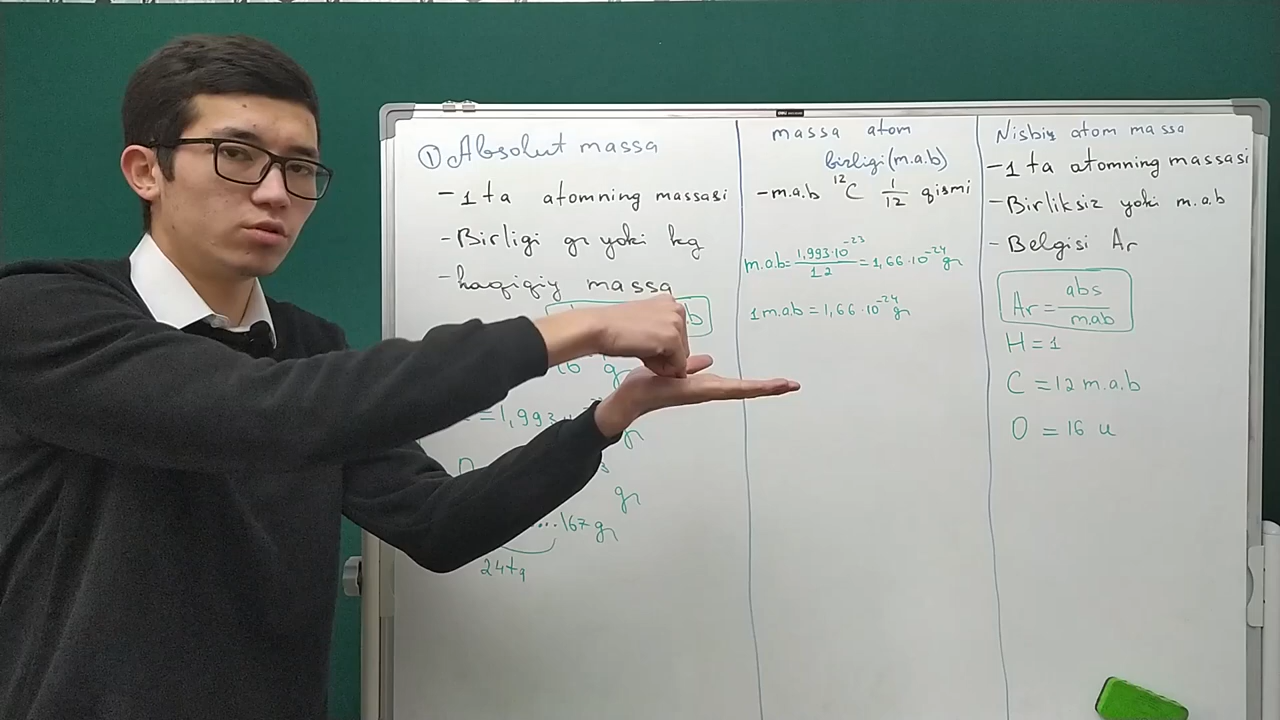 ① Absolut massa
- 1 ta atomning massasi
- Birligi gr yoki kg
- haqiqiy massa
.b
gr
=1,993
gr
gr
....167 gr
24ta
massa atom
birligi (m.a.b)
- m.a.b ¹²C 1/12 qismi
m.a.b = 1,993·10⁻²³/12 = 1,66·10⁻²⁴ gr
1 m.a.b = 1,66·10⁻²⁴ gr
Nisbiy atom massa
- 1 ta atomning massasi
- Birliksiz yoki m.a.b
- Belgisi Ar
Ar = abs/m.ab
H = 1
C = 12 m.a.b
O = 16 u